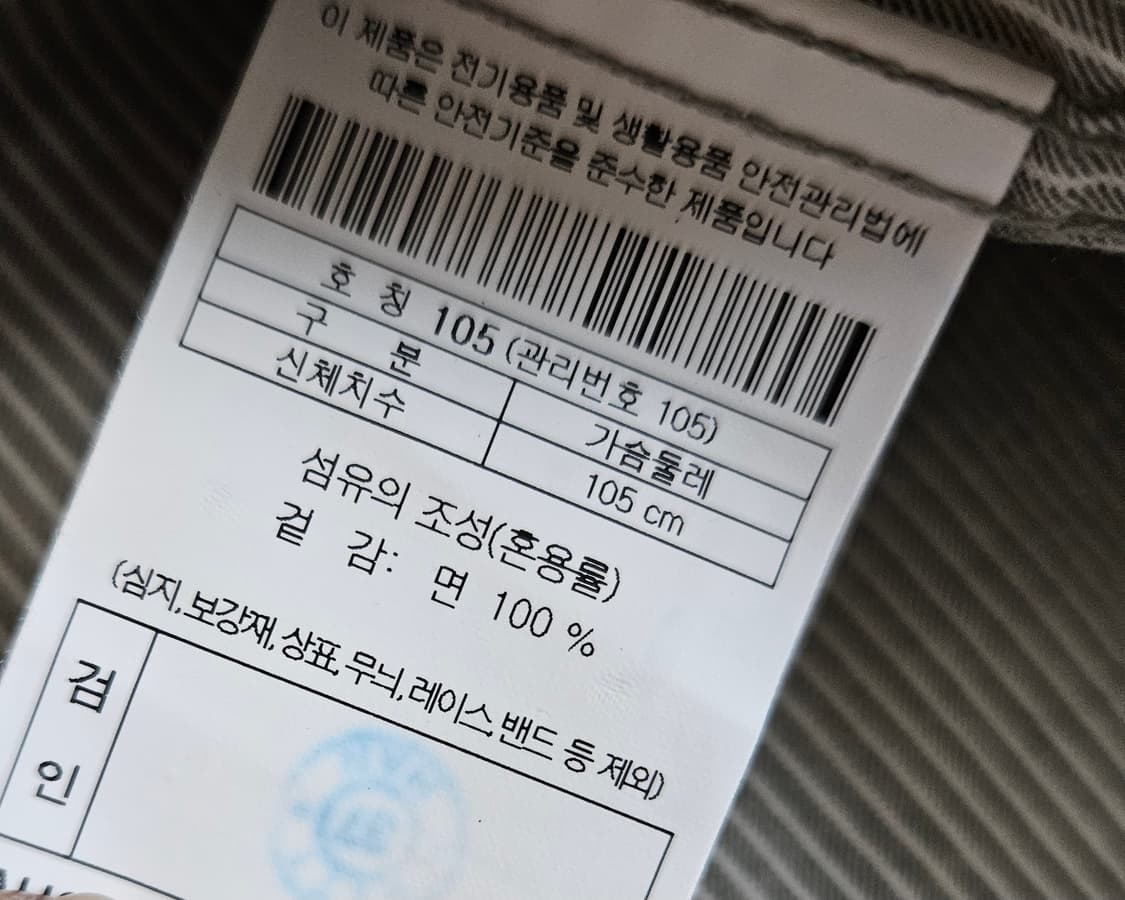 이 제품은 전기용품 및 생활용품 안전관리법에
따른 안전기준을 준수한 제품입니다
호 칭 105 (관리번호 105)
구 분 가슴둘레
신체치수 105 cm
섬유의 조성(혼용률)
겉 감: 면 100 %
(심지,보강재,상표,무늬,레이스,밴드 등 제외)
검
인